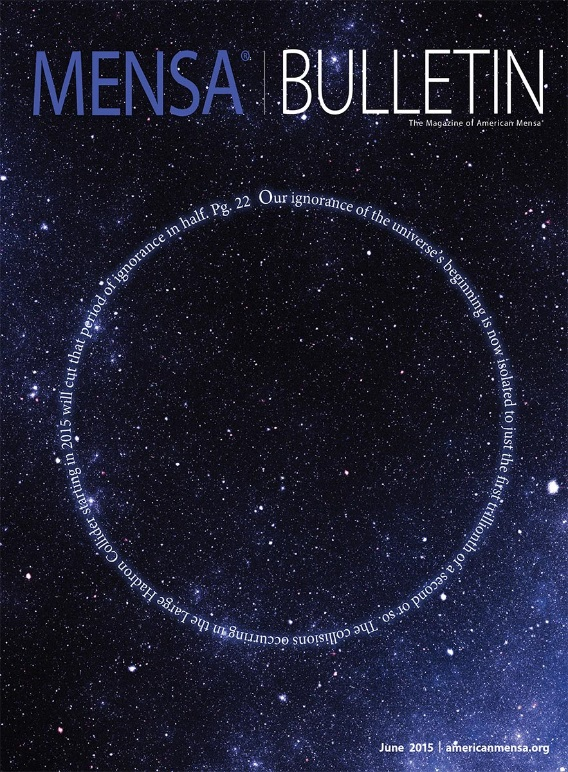 MENSA® | BULLETIN
The Magazine of American Mensa®
Our ignorance of the universe's beginning is now isolated to just the first trillionth of a second or so. The collisions occurring in the Large Hadron Collider starting in 2015 will cut that period of ignorance in half. Pg. 22
June 2015 | americanmensa.org